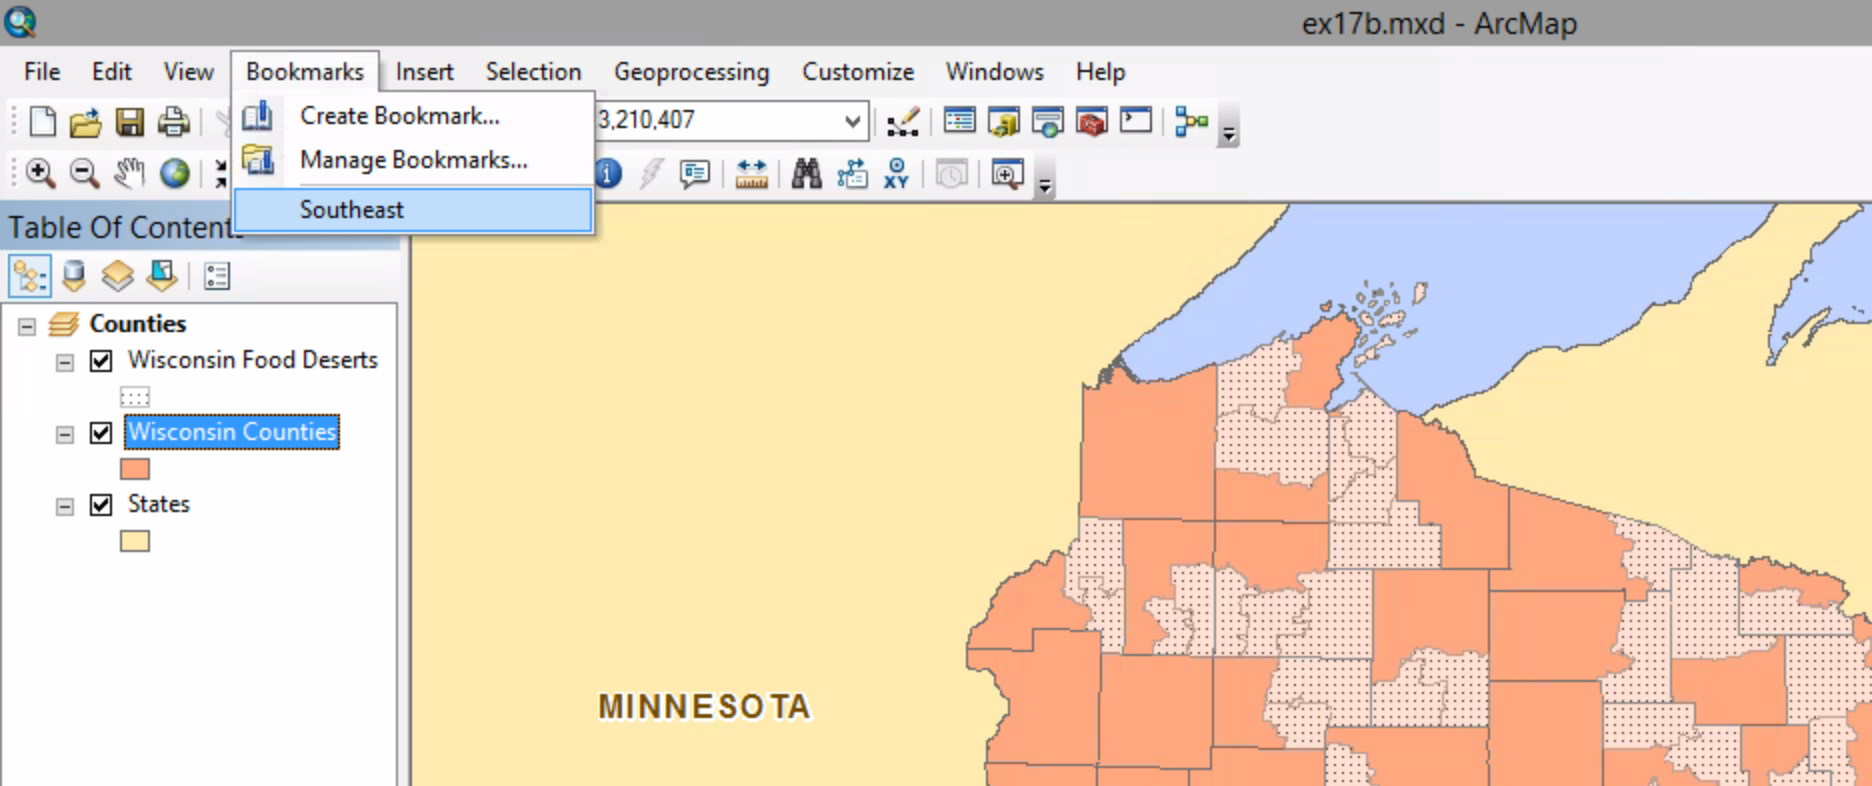 ex17b.mxd - ArcMap
File Edit View Bookmarks Insert Selection Geoprocessing Customize Windows Help
Create Bookmark...
3,210,407
Manage Bookmarks...
XY
Southeast
Table Of Content
Counties
Wisconsin Food Deserts
Wisconsin Counties
States
MINNESOTA